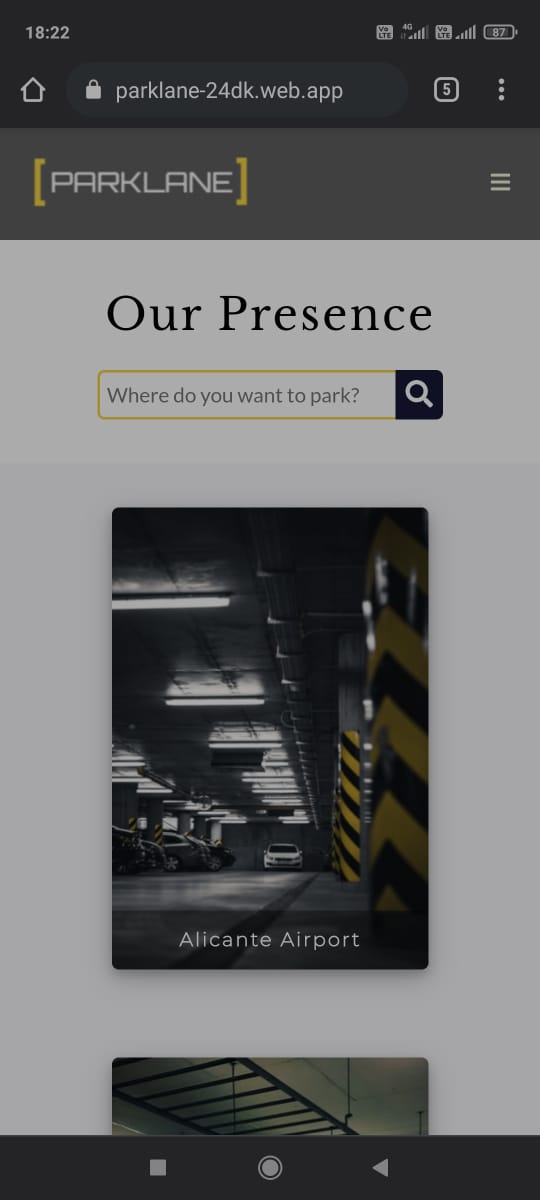 18:22
Vo LTE 4G Vo LTE 87
parklane-24dk.web.app
5
[PARKLANE]
Our Presence
Where do you want to park?
Alicante Airport